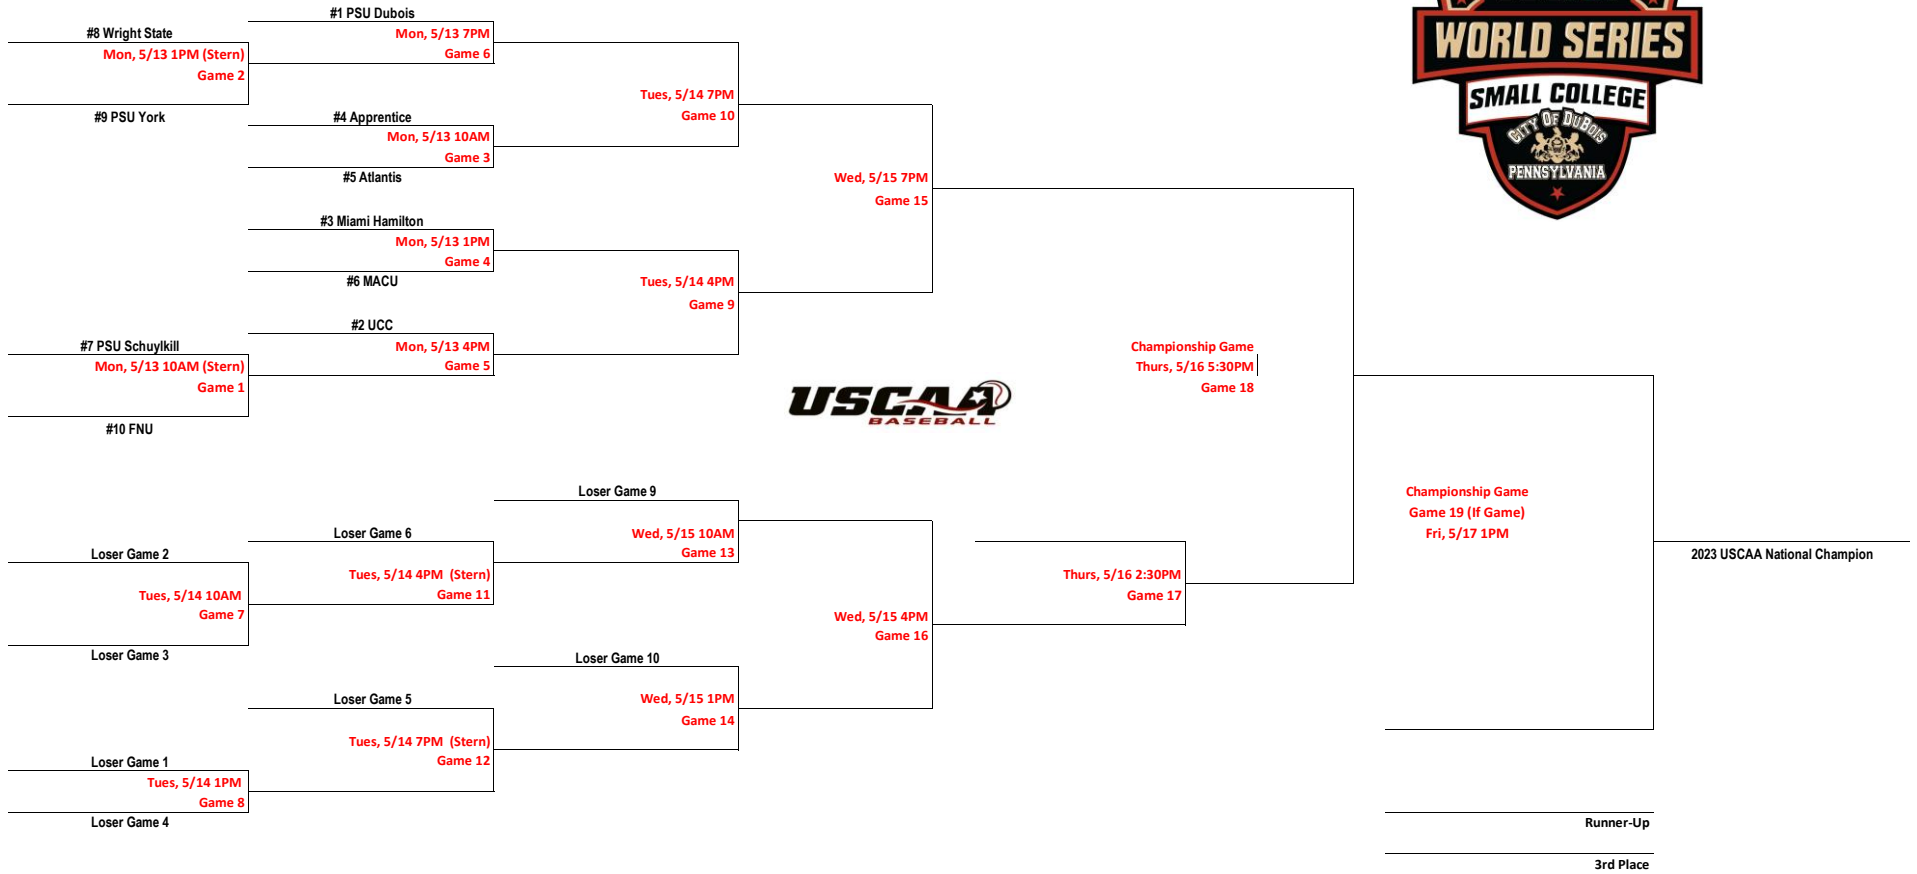 #1 PSU Dubois
#8 Wright State
Mon, 5/13 7PM
Game 6
Mon, 5/13 1PM (Stern)
Game 2
#9 PSU York
Tues, 5/14 7PM
Game 10
#4 Apprentice
Mon, 5/13 10AM
Game 3
#5 Atlantis
Wed, 5/15 7PM
Game 15
#3 Miami Hamilton
Mon, 5/13 1PM
Game 4
#6 MACU
Tues, 5/14 4PM
Game 9
#2 UCC
#7 PSU Schuylkill
Mon, 5/13 4PM
Game 5
Mon, 5/13 10AM (Stern)
Game 1
#10 FNU
WORLD SERIES
SMALL COLLEGE
CITY OF DUBOIS
PENNSYLVANIA
Championship Game
Thurs, 5/16 5:30PM
Game 18
USCAA
BASEBALL
Loser Game 9
Wed, 5/15 10AM
Game 13
Loser Game 6
Loser Game 2
Tues, 5/14 4PM (Stern)
Game 11
Tues, 5/14 10AM
Game 7
Loser Game 3
Championship Game
Game 19 (If Game)
Fri, 5/17 1PM
2023 USCAA National Champion
Thurs, 5/16 2:30PM
Game 17
Wed, 5/15 4PM
Game 16
Loser Game 10
Wed, 5/15 1PM
Game 14
Loser Game 5
Tues, 5/14 7PM (Stern)
Game 12
Loser Game 1
Tues, 5/14 1PM
Game 8
Loser Game 4
Runner-Up
3rd Place